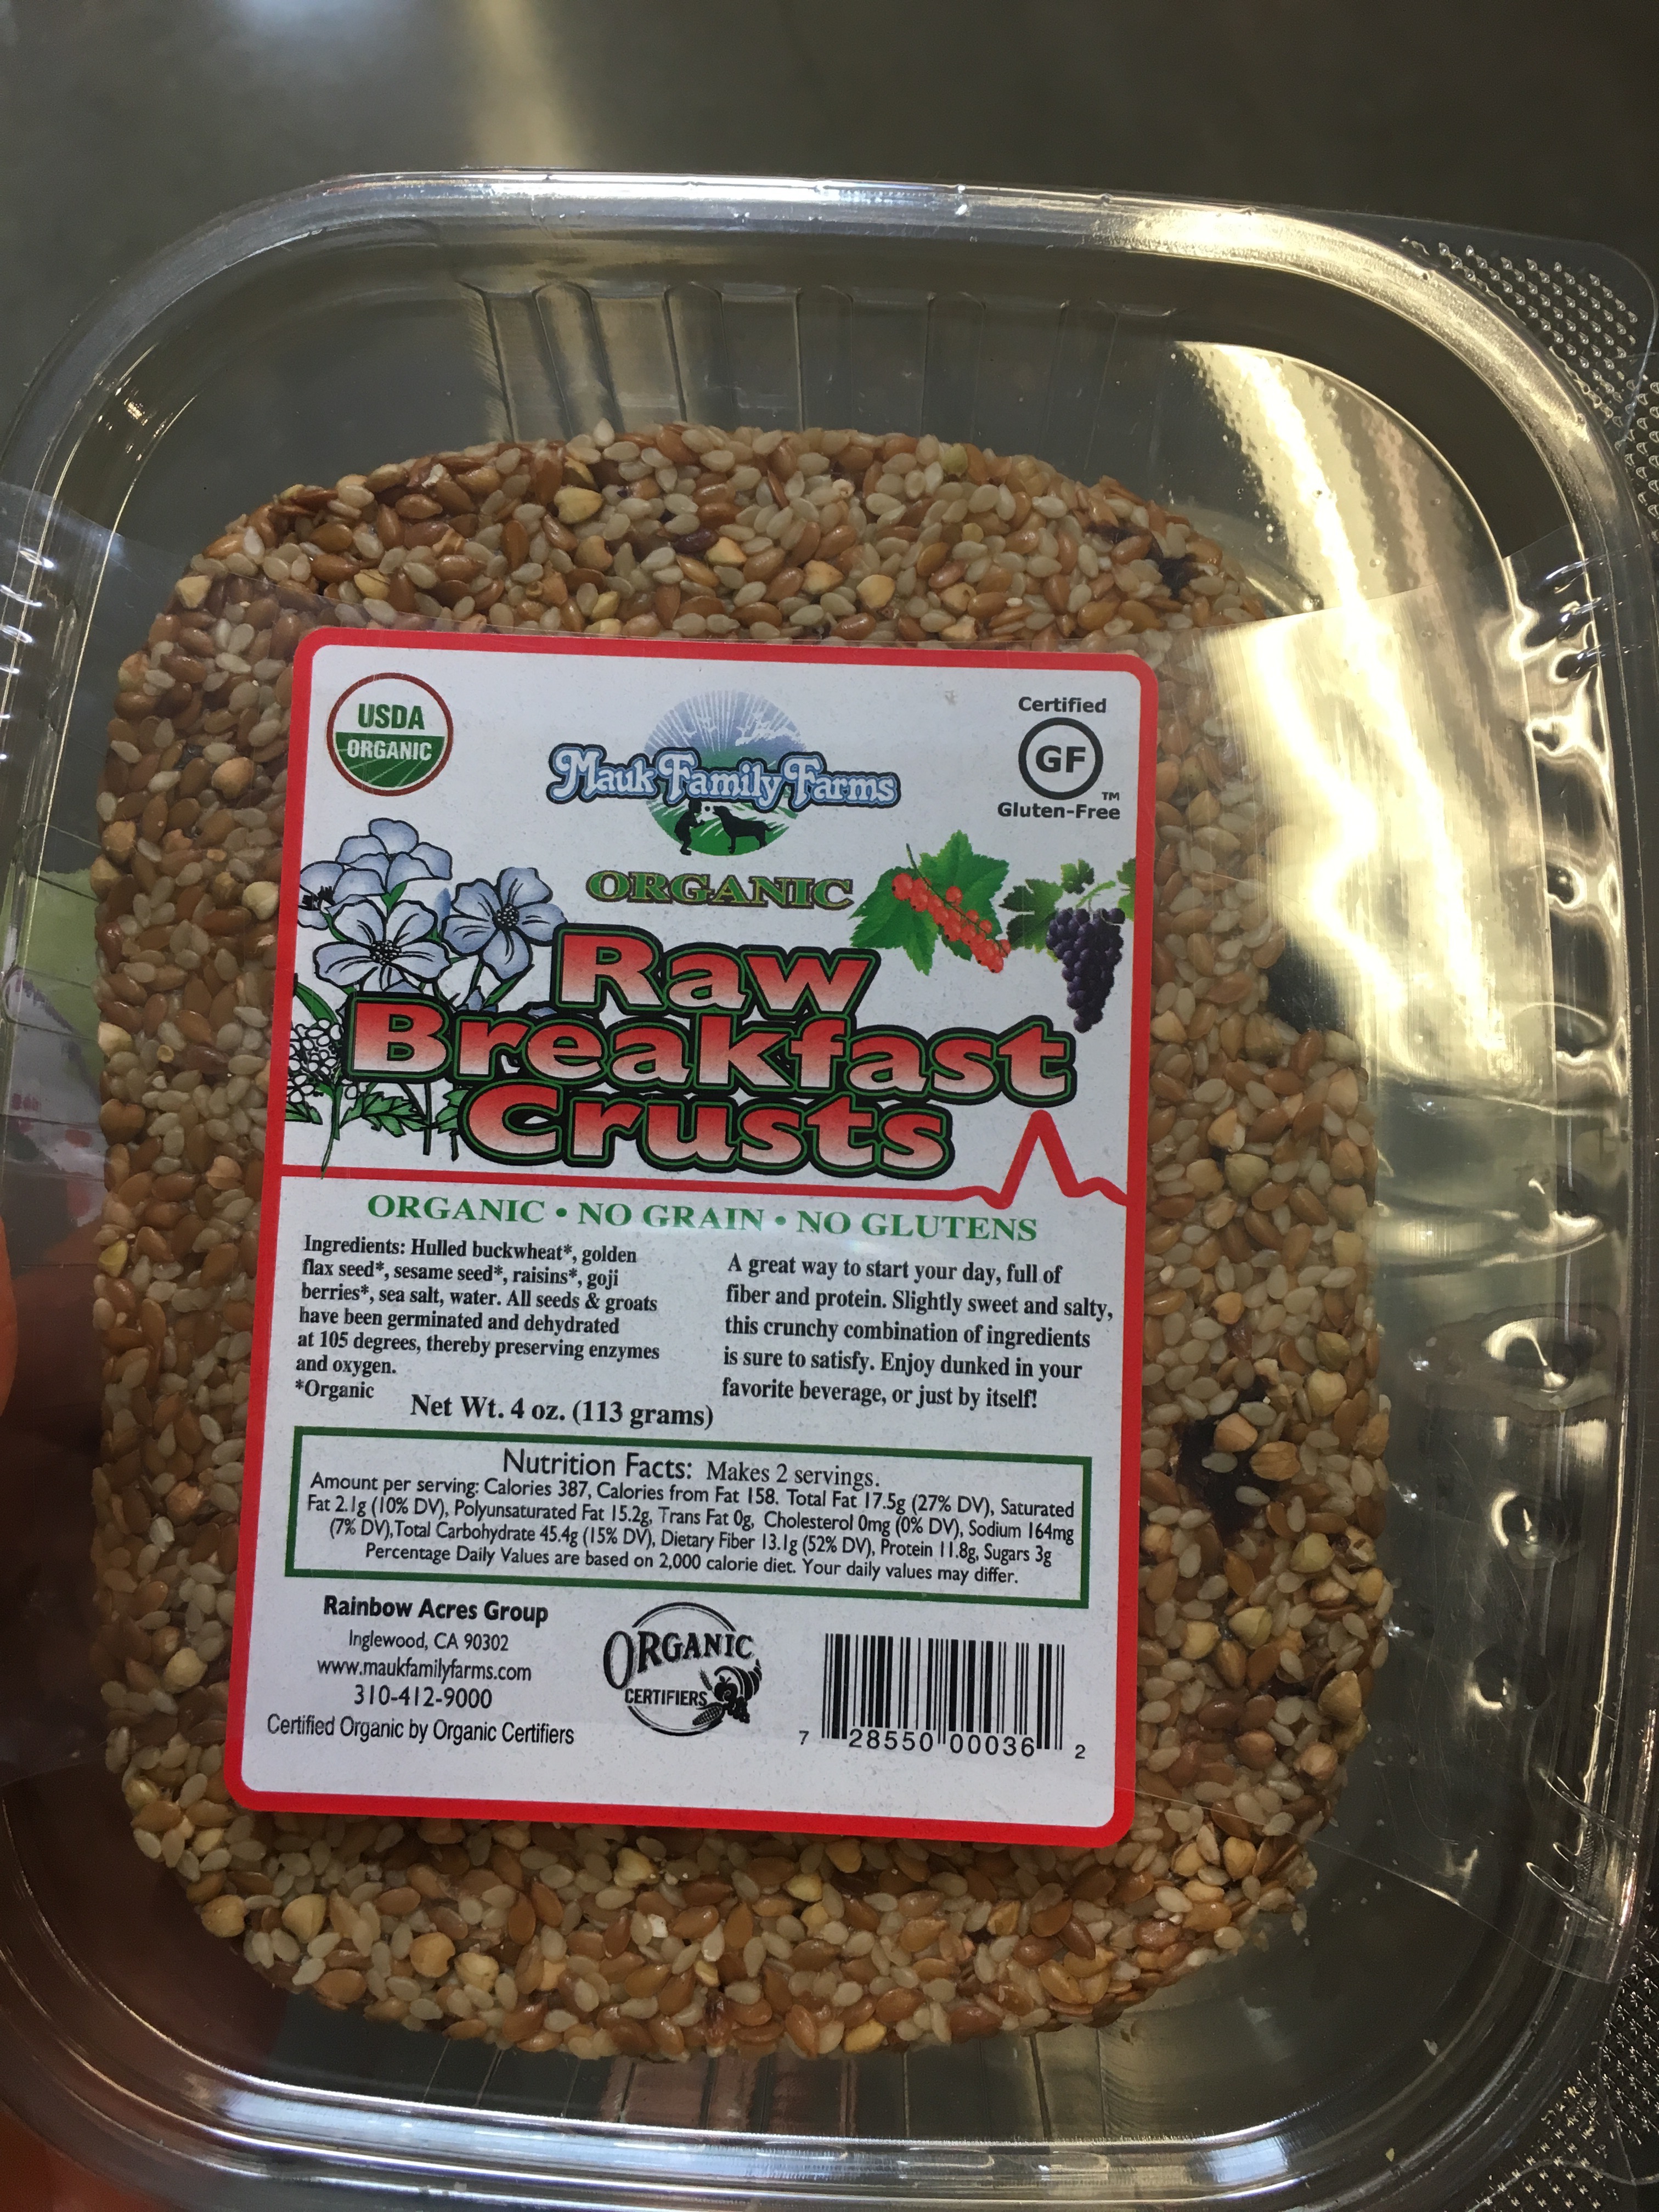 USDA
ORGANIC
Mauk Family Farms
Certified
GF
TM
Gluten-Free
ORGANIC
Raw
Breakfast
Crusts
ORGANIC • NO GRAIN • NO GLUTENS
Ingredients: Hulled buckwheat*, golden
flax seed*, sesame seed*, raisins*, goji
berries*, sea salt, water. All seeds & groats
have been germinated and dehydrated
at 105 degrees, thereby preserving enzymes
and oxygen.
*Organic
A great way to start your day, full of
fiber and protein. Slightly sweet and salty,
this crunchy combination of ingredients
is sure to satisfy. Enjoy dunked in your
favorite beverage, or just by itself!
Net Wt. 4 oz. (113 grams)
Nutrition Facts: Makes 2 servings.
Amount per serving: Calories 387, Calories from Fat 158. Total Fat 17.5g (27% DV), Saturated
Fat 2.1g (10% DV), Polyunsaturated Fat 15.2g, Trans Fat 0g, Cholesterol 0mg (0% DV), Sodium 164mg
(7% DV),Total Carbohydrate 45.4g (15% DV), Dietary Fiber 13.1g (52% DV), Protein 11.8g, Sugars 3g
Percentage Daily Values are based on 2,000 calorie diet. Your daily values may differ.
Rainbow Acres Group
Inglewood, CA 90302
www.maukfamilyfarms.com
310-412-9000
Certified Organic by Organic Certifiers
ORGANIC
CERTIFIERS
7 28550 00036 2